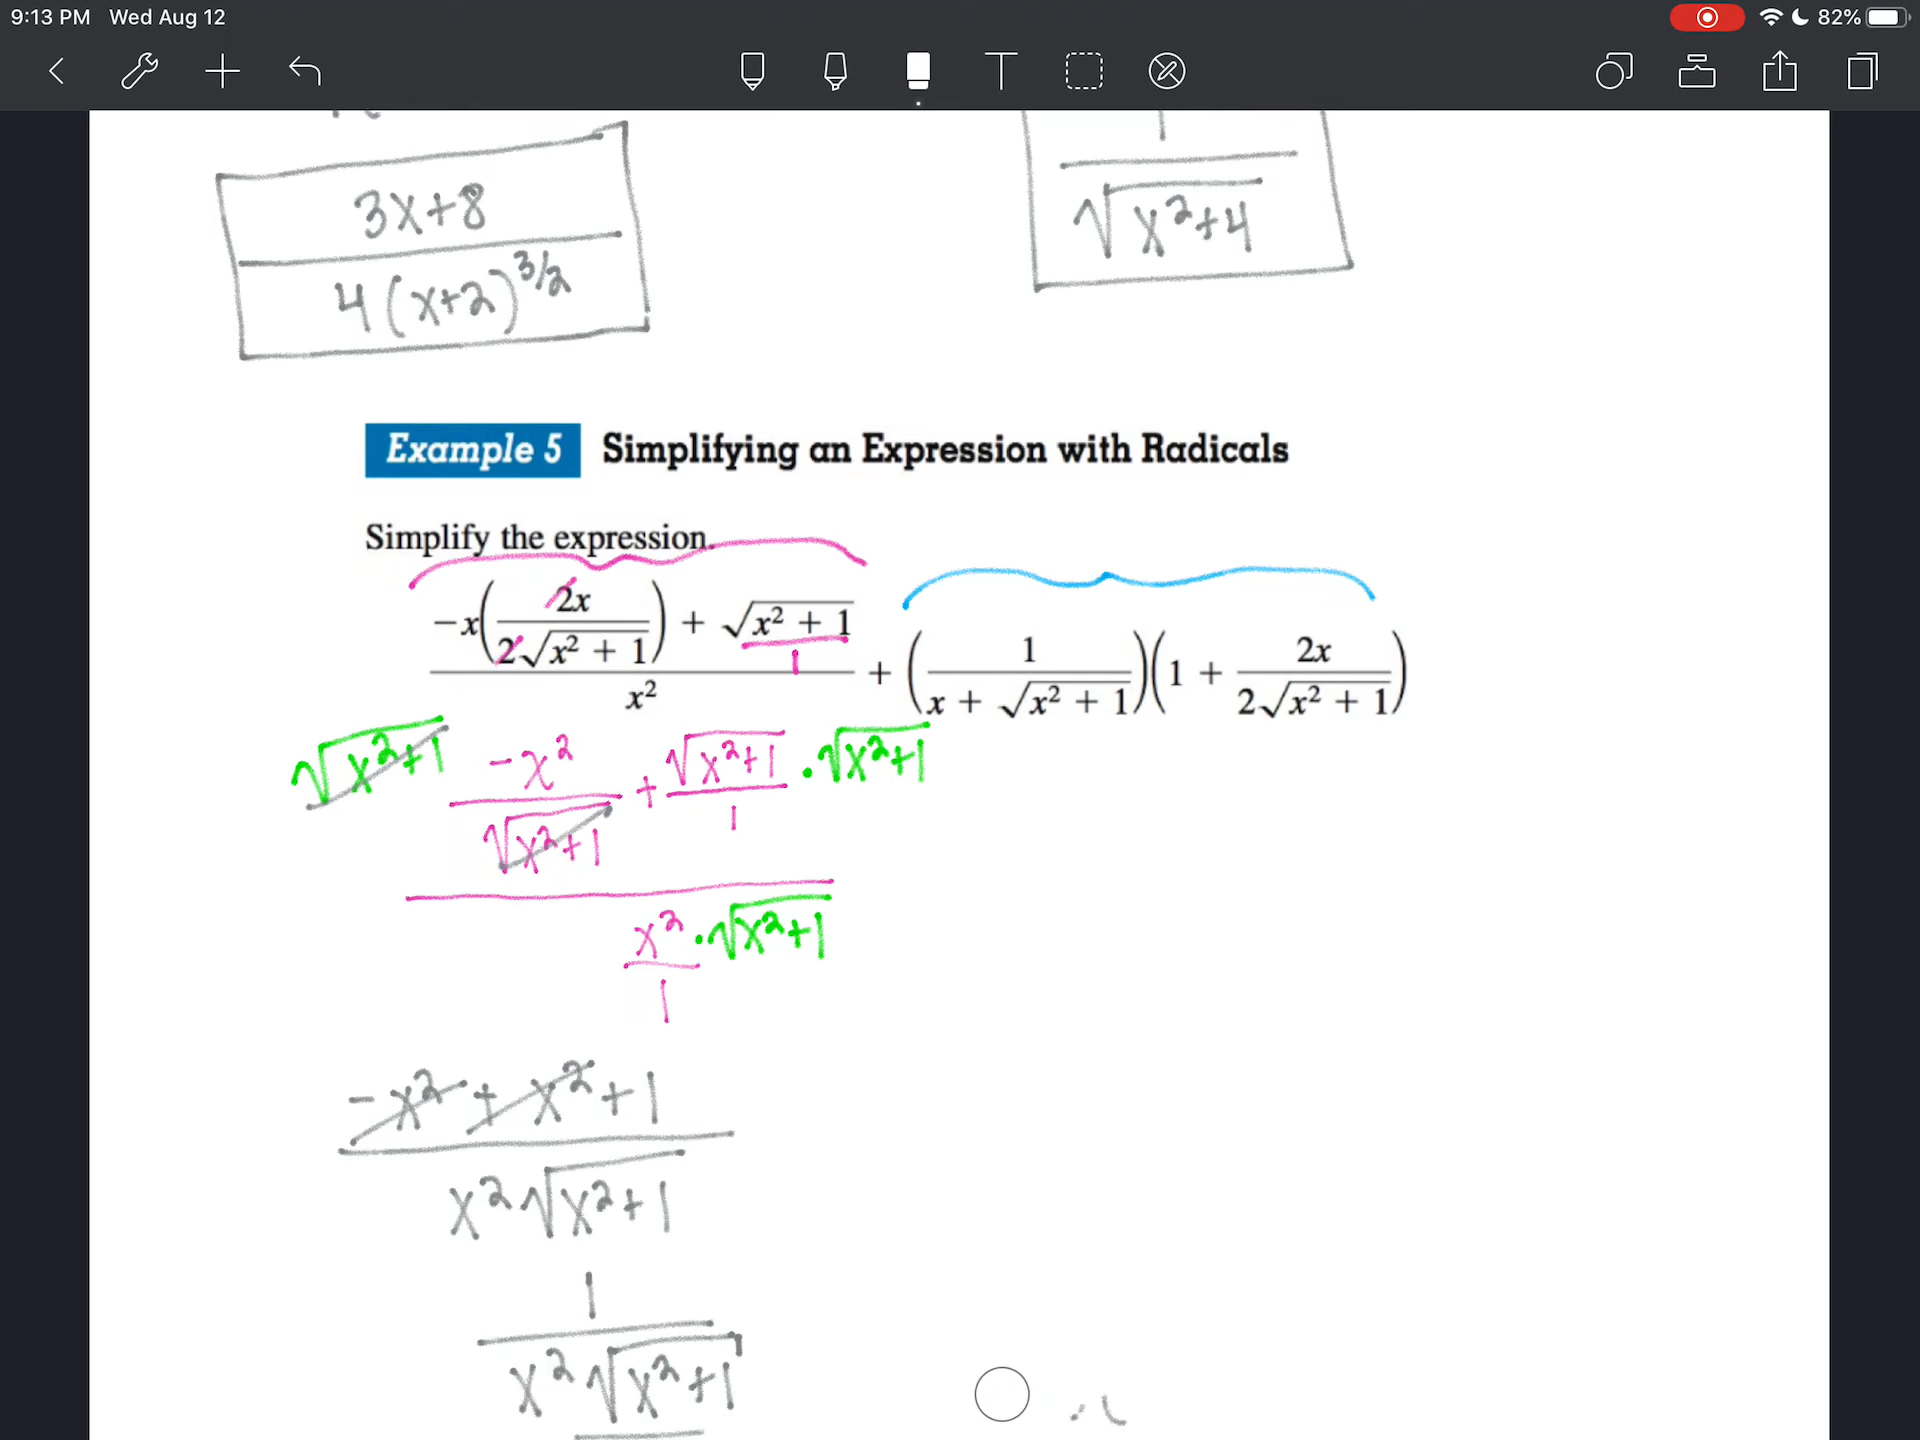 9:13 PM Wed Aug 12
82%
T
3x+8
4(x+2)^3/2
1
√x²+4
Example 5 Simplifying an Expression with Radicals
Simplify the expression.
−x(2x / 2√x² + 1) + √x² + 1 / 1
x²
+ (1 / x + √x² + 1)(1 + 2x / 2√x² + 1)
√x²+1 -x² / √x²+1 + √x²+1 / 1 · √x²+1
x² / 1 · √x²+1
-x² + x² + 1
x²√x²+1
1
x²√x²+1